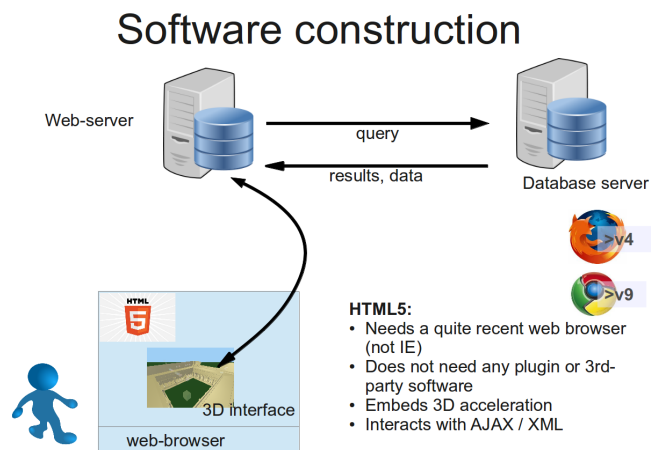 Software construction
Web-server
query
results, data
Database server
>v4
>v9
HTML
5
3D interface
web-browser
HTML5:
• Needs a quite recent web browser
(not IE)
• Does not need any plugin or 3rd-
party software
• Embeds 3D acceleration
• Interacts with AJAX / XML